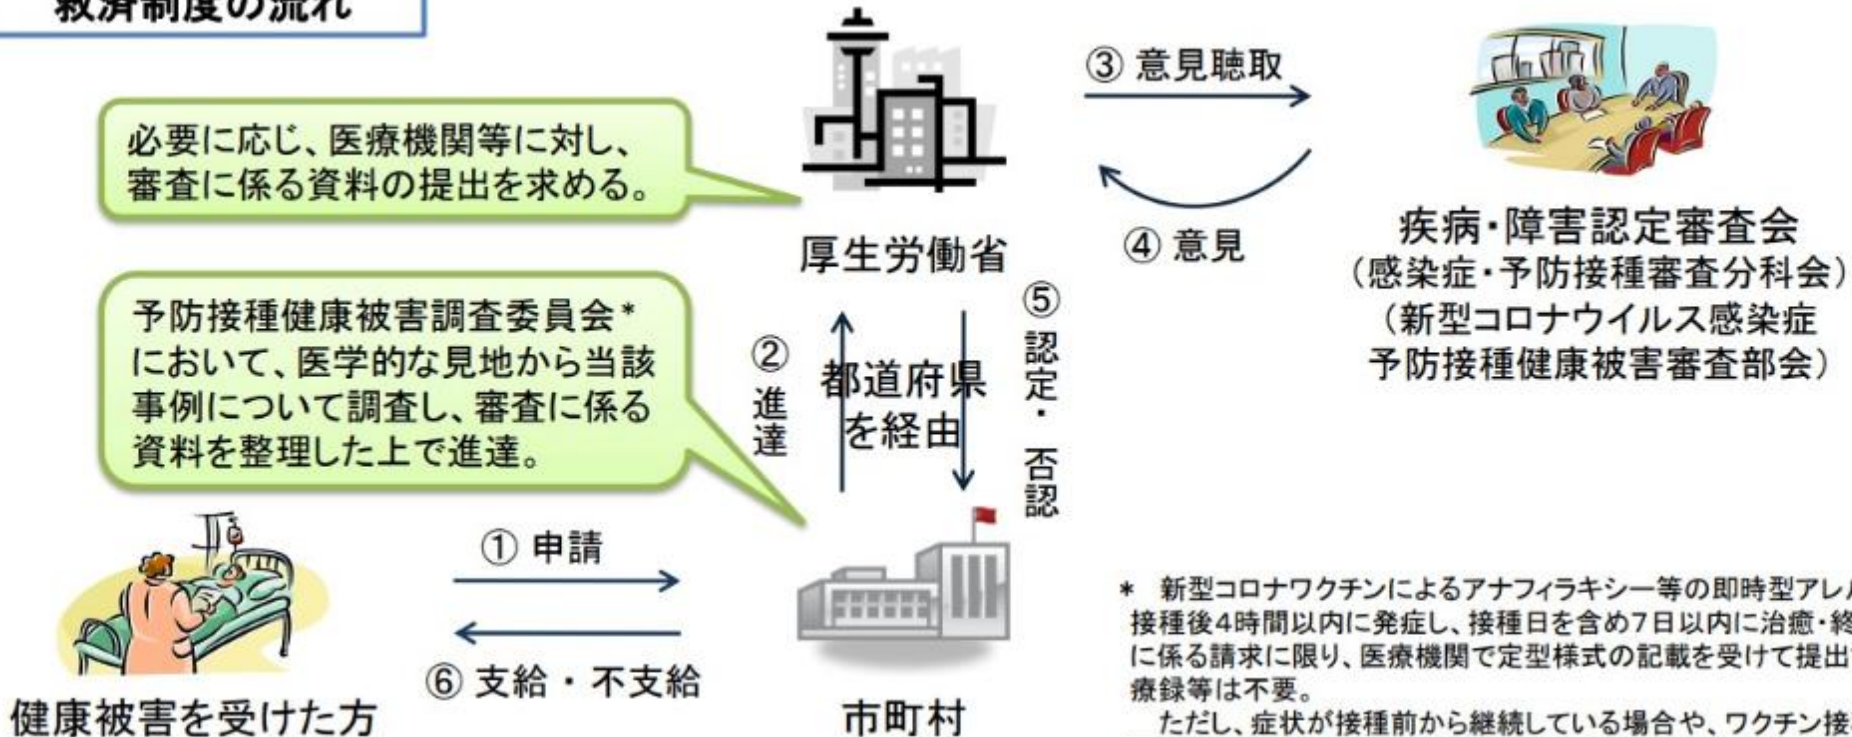 救済制度の流れ
必要に応じ、医療機関等に対し、
審査に係る資料の提出を求める。
厚生労働省
③ 意見聴取
④ 意見
疾病・障害認定審査会
（感染症・予防接種審査分科会）
（新型コロナウイルス感染症
予防接種健康被害審査部会）
予防接種健康被害調査委員会*
において、医学的な見地から当該
事例について調査し、審査に係る
資料を整理した上で進達。
② 進達
都道府県
を経由
⑤ 認定・否認
① 申請
⑥ 支給・不支給
健康被害を受けた方
市町村
* 新型コロナワクチンによるアナフィラキシー等の即時型アレル
接種後4時間以内に発症し、接種日を含め7日以内に治癒・終
に係る請求に限り、医療機関で定型様式の記載を受けて提出
療録等は不要。
ただし、症状が接種前から継続している場合や、ワクチン接